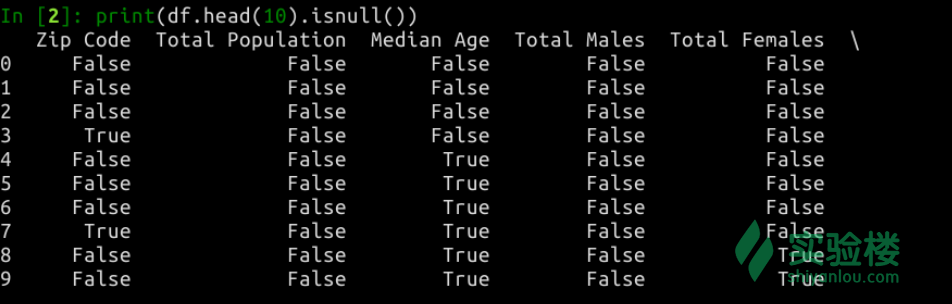 In [2]: print(df.head(10).isnull())
Zip Code Total Population Median Age Total Males Total Females \
0 False False False False False
1 False False False False False
2 False False False False False
3 True False False False False
4 False False True False False
5 False False True False False
6 False False True False False
7 True False True False False
8 False False True False True
9 False False True False True
实验楼
shiyanlou.com